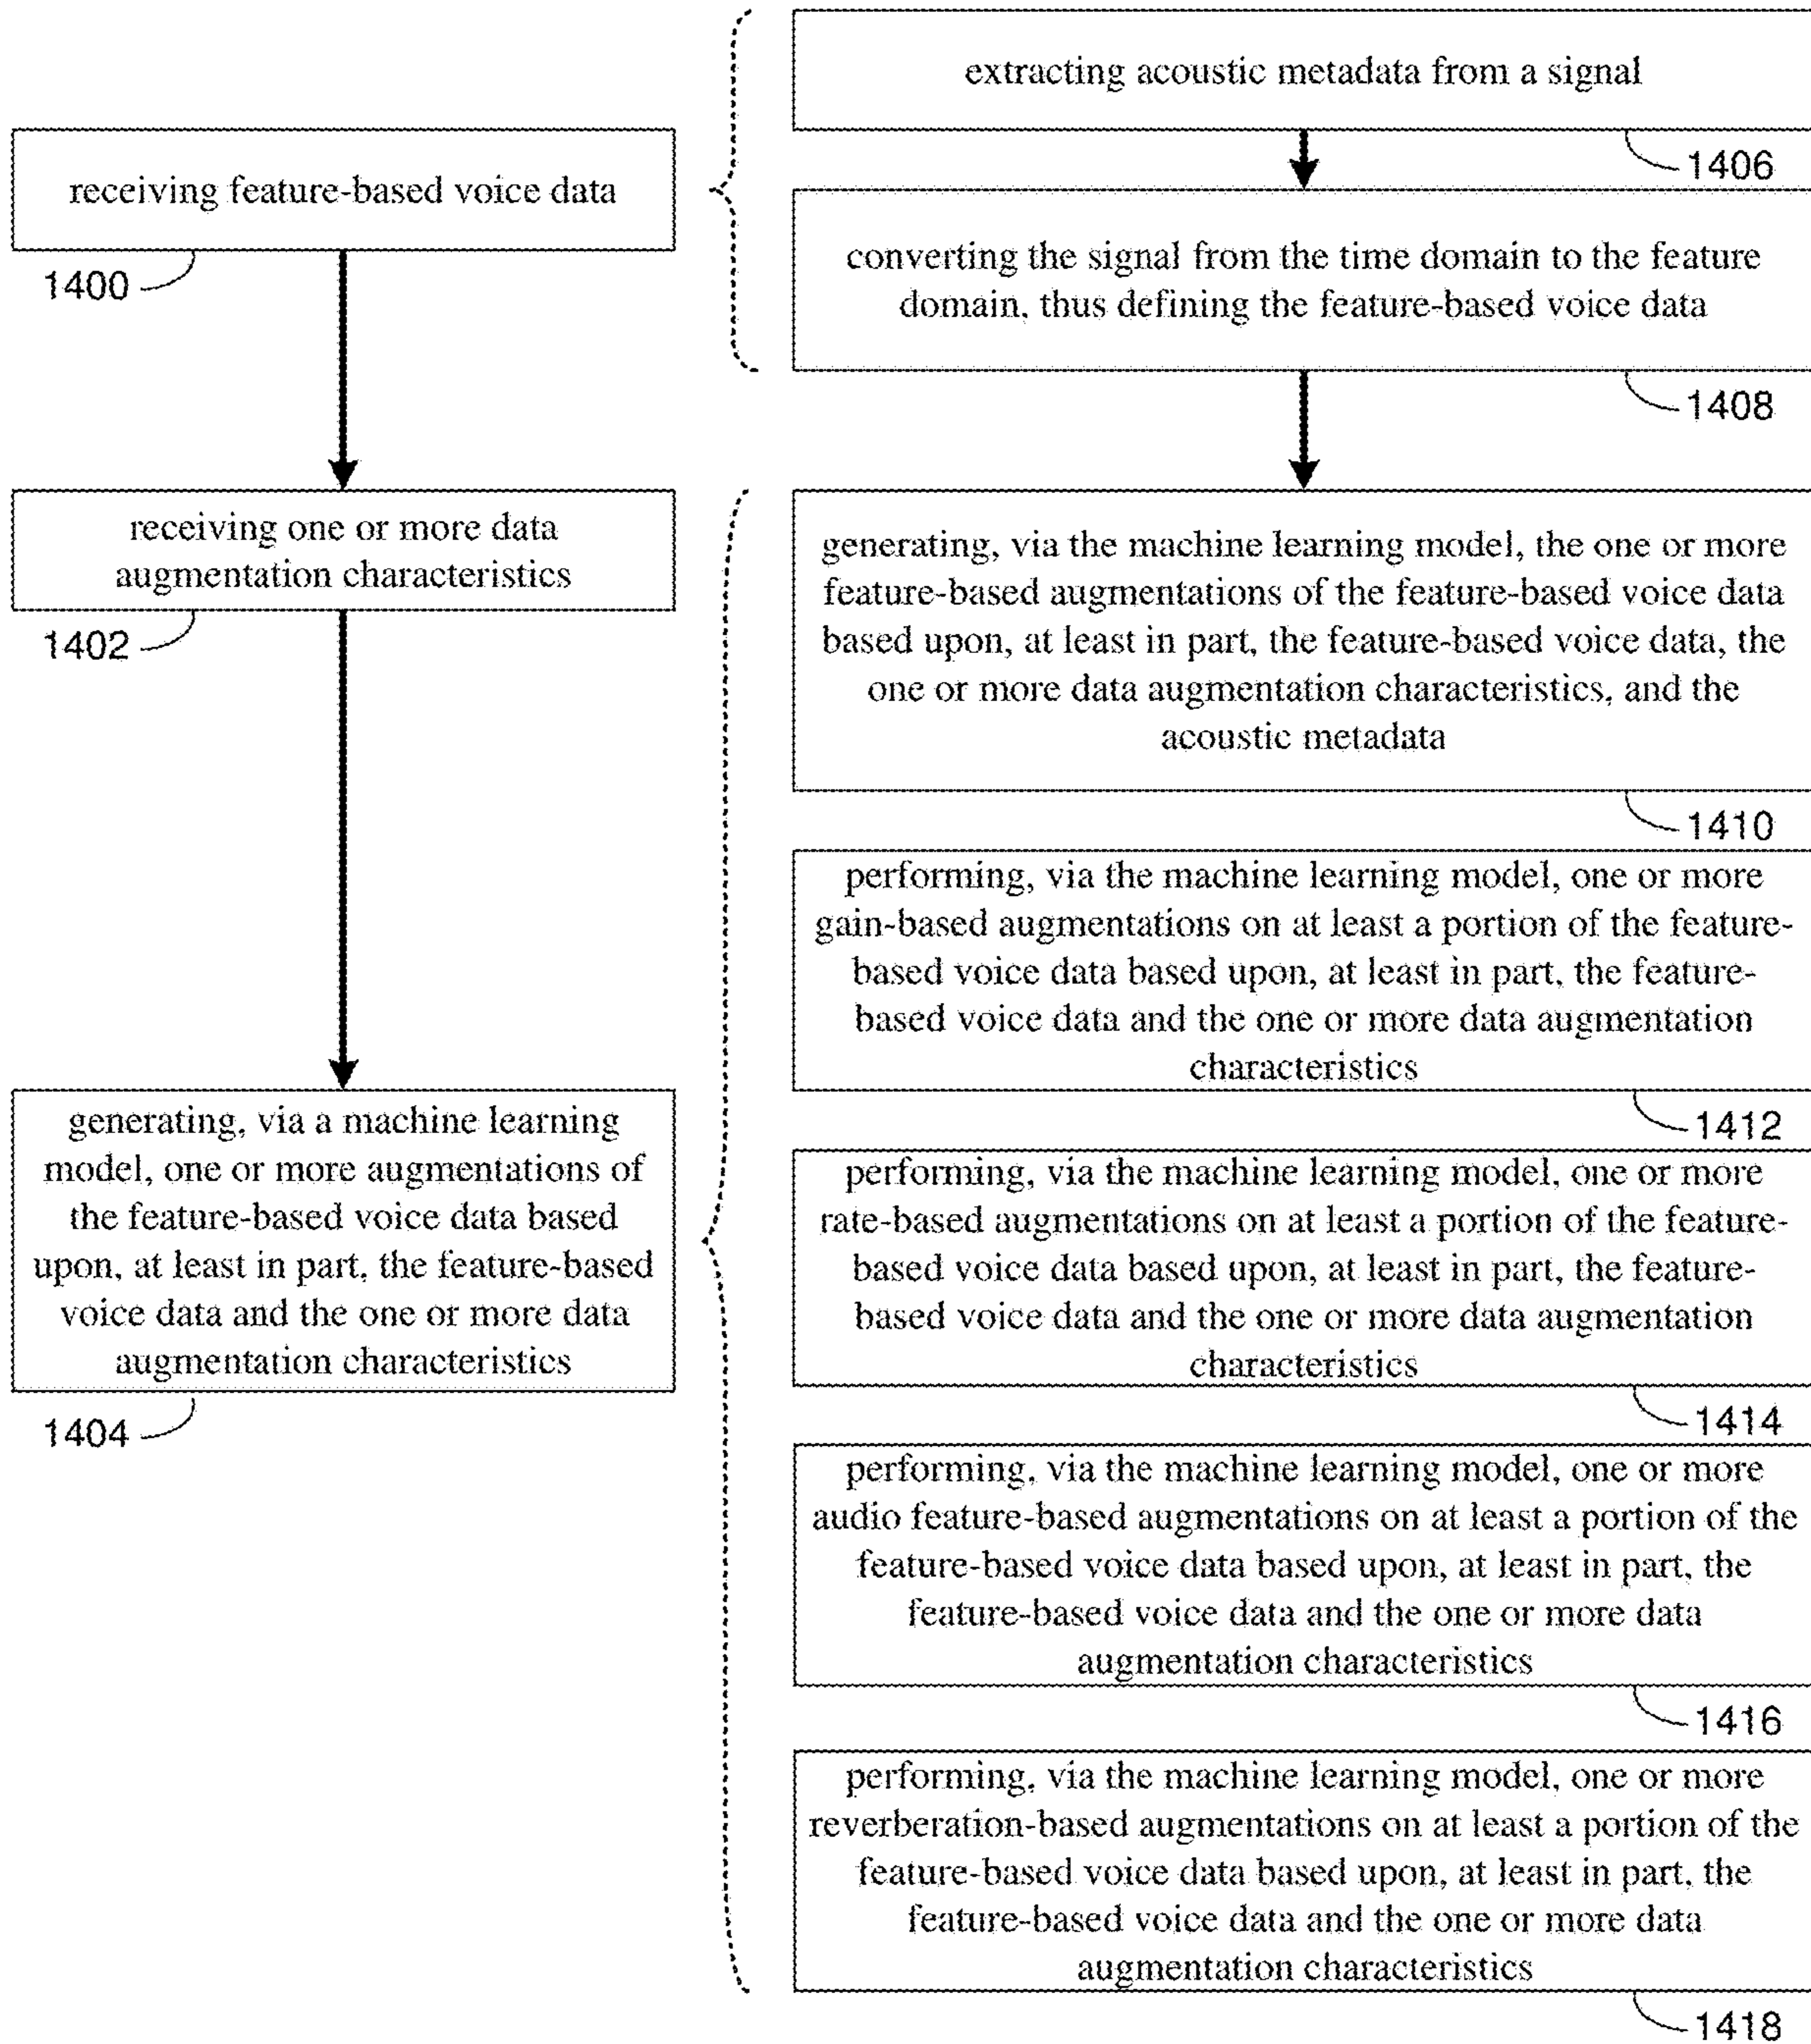 receiving feature-based voice data
1400
receiving one or more data
augmentation characteristics
1402
generating, via a machine learning
model, one or more augmentations of
the feature-based voice data based
upon, at least in part, the feature-based
voice data and the one or more data
augmentation characteristics
1404
extracting acoustic metadata from a signal
1406
converting the signal from the time domain to the feature
domain, thus defining the feature-based voice data
1408
generating, via the machine learning model, the one or more
feature-based augmentations of the feature-based voice data
based upon, at least in part, the feature-based voice data, the
one or more data augmentation characteristics, and the
acoustic metadata
1410
performing, via the machine learning model, one or more
gain-based augmentations on at least a portion of the feature-
based voice data based upon, at least in part, the feature-
based voice data and the one or more data augmentation
characteristics
1412
performing, via the machine learning model, one or more
rate-based augmentations on at least a portion of the feature-
based voice data based upon, at least in part, the feature-
based voice data and the one or more data augmentation
characteristics
1414
performing, via the machine learning model, one or more
audio feature-based augmentations on at least a portion of the
feature-based voice data based upon, at least in part, the
feature-based voice data and the one or more data
augmentation characteristics
1416
performing, via the machine learning model, one or more
reverberation-based augmentations on at least a portion of the
feature-based voice data based upon, at least in part, the
feature-based voice data and the one or more data
augmentation characteristics
1418